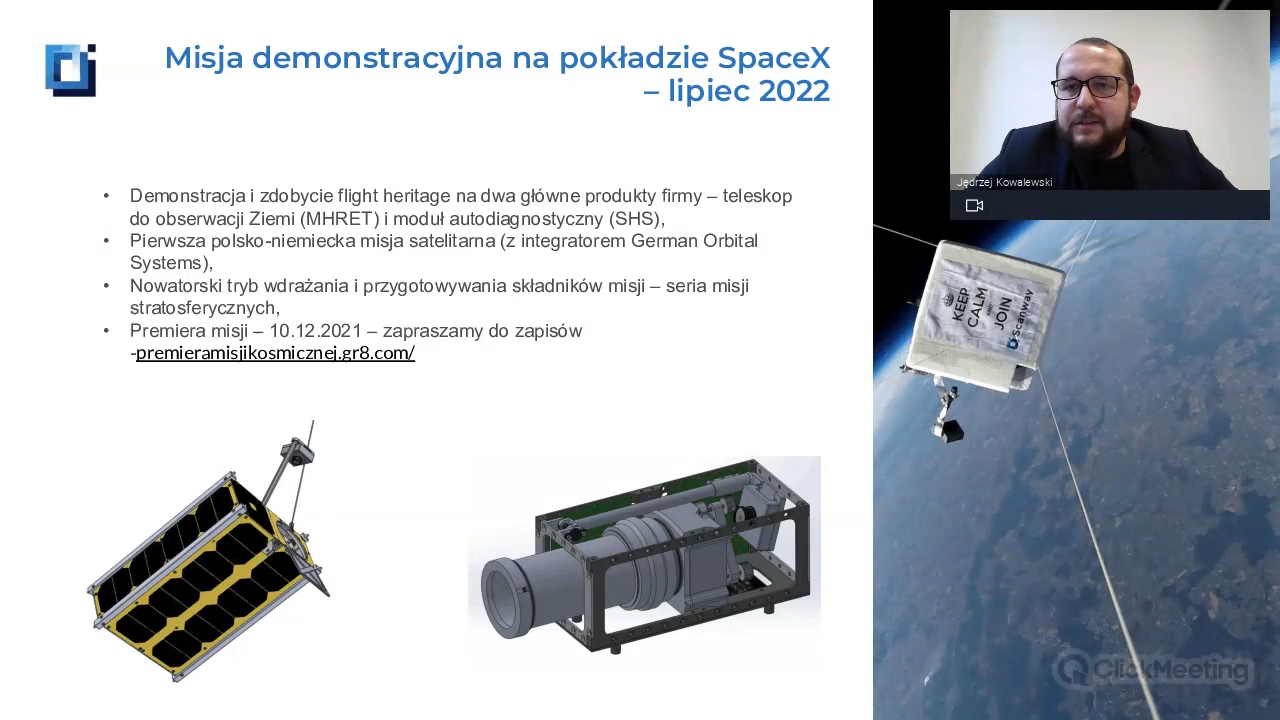 Misja demonstracyjna na pokładzie SpaceX
– lipiec 2022
• Demonstracja i zdobycie flight heritage na dwa główne produkty firmy – teleskop
do obserwacji Ziemi (MHRET) i moduł autodiagnostyczny (SHS),
• Pierwsza polsko-niemiecka misja satelitarna (z integratorem German Orbital
Systems),
• Nowatorski tryb wdrażania i przygotowywania składników misji – seria misji
stratosferycznych,
• Premiera misji – 10.12.2021 – zapraszamy do zapisów
-premieramisjikosmicznej.gr8.com/
Jędrzej Kowalewski
KEEP
CALM
AND
JOIN
Scanway
ClickMeeting